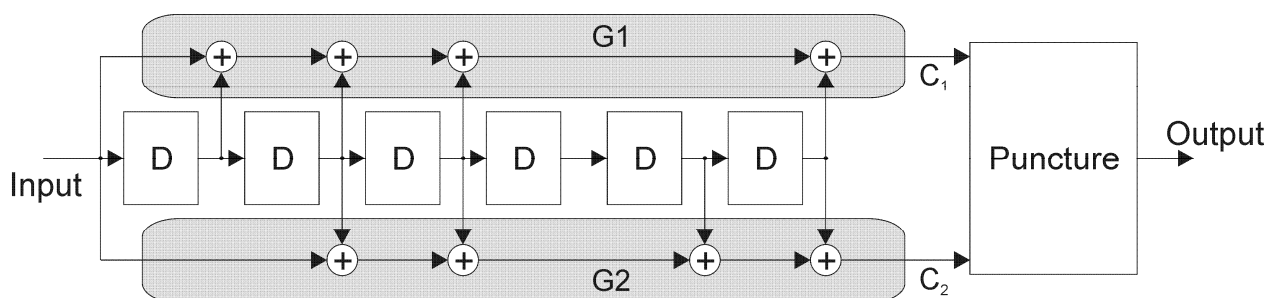 G1
C₁
D D D D D D
Input
Puncture
Output
G2
C₂